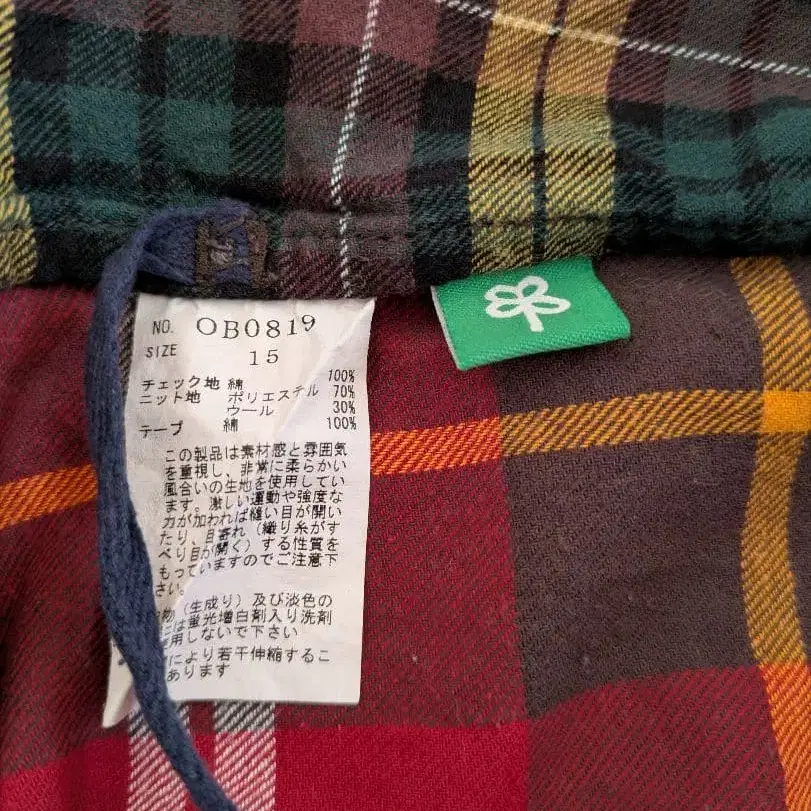 NO. OB0819
SIZE 15
チェック地 綿 100%
ニット地 ポリエステル 70%
ウール 30%
テープ 綿 100%
この製品は素材感と雰囲気
を重視し、非常に柔らかい
風合いの生地を使用してい
ます。激しい運動や強度な
力が加われば縫い目が開い
たり、目寄れ（織り糸がす
べり目が開く）する性質を
もっていますのでご注意下
さい。
物（生成り）及び淡色の
は蛍光増白剤入り洗剤
用しないで下さい
により若干伸縮するこ
あります